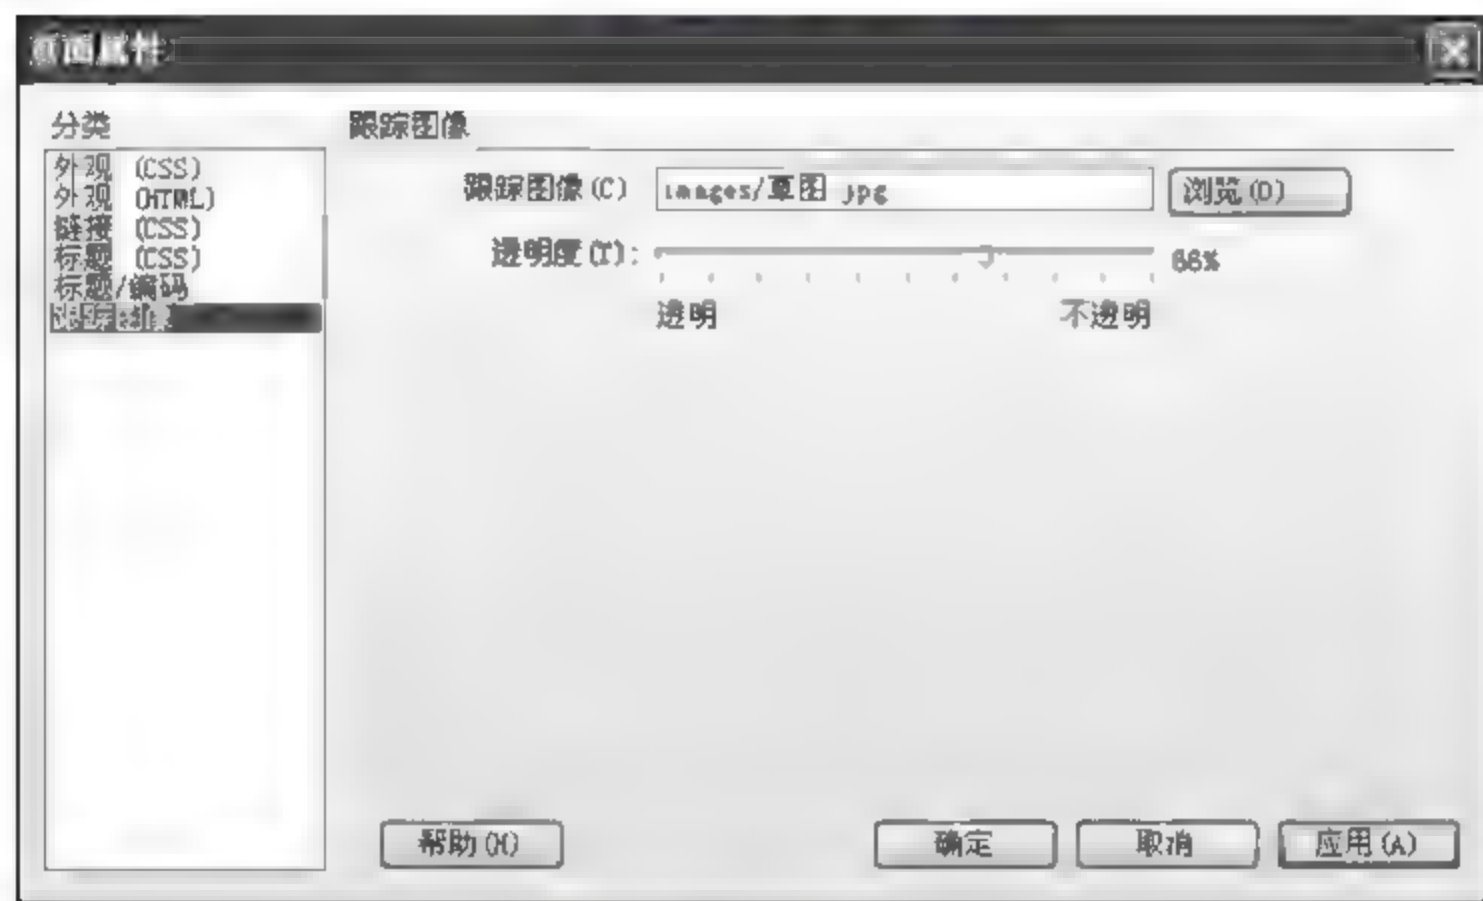 页面属性
分类
外观 (CSS)
外观 (HTML)
链接 (CSS)
标题 (CSS)
标题/编码
跟踪图像
跟踪图像
跟踪图像(C) images/草图 jpg 浏览(O)
透明度(T): 66%
透明 不透明
帮助(H) 确定 取消 应用(A)